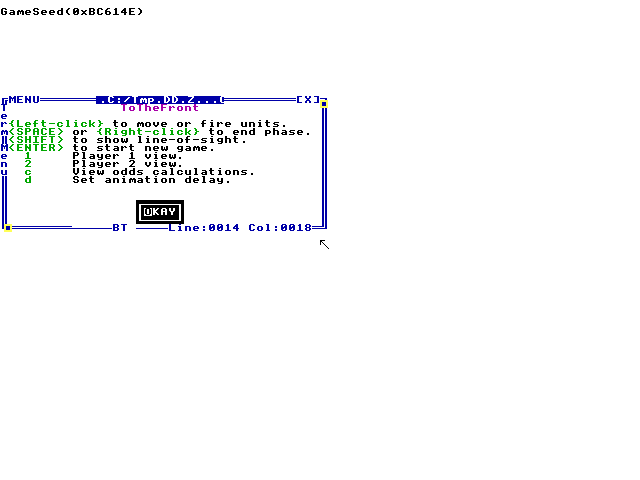 GameSeed(0xBC614E)
MENU .C:/Tmp.DD.Z... [X]
ToTheFront
{Left-click} to move or fire units.
<SPACE> or {Right-click} to end phase.
<SHIFT> to show line-of-sight.
<ENTER> to start new game.
1 Player 1 view.
2 Player 2 view.
c View odds calculations.
d Set animation delay.
OKAY
BT Line:0014 Col:0018